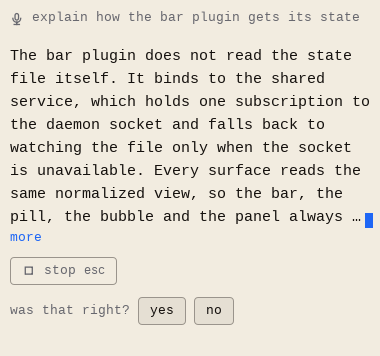 explain how the bar plugin gets its state
The bar plugin does not read the state
file itself. It binds to the shared
service, which holds one subscription to
the daemon socket and falls back to
watching the file only when the socket
is unavailable. Every surface reads the
same normalized view, so the bar, the
pill, the bubble and the panel always …
more
stop esc
was that right? yes no